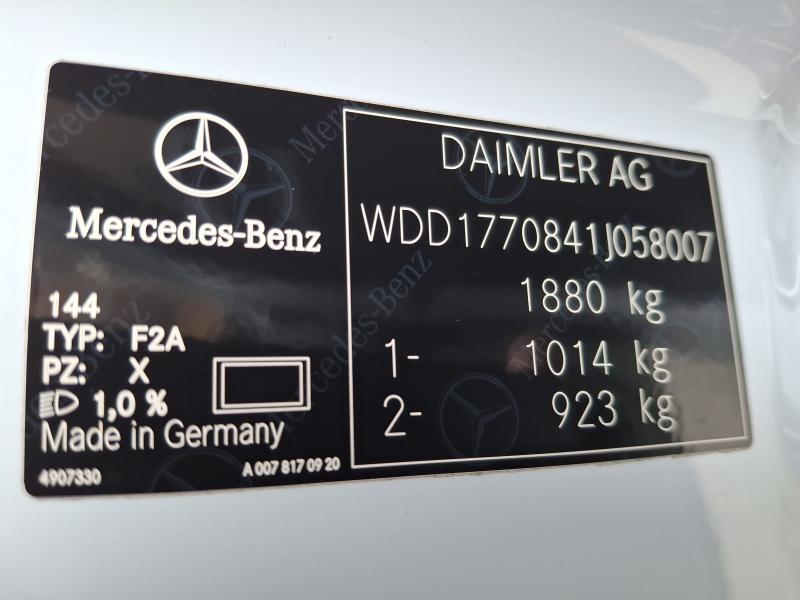 Mercedes-Benz
144
TYP: F2A
PZ: X
1,0 %
Made in Germany
4907330
A 007 817 09 20
DAIMLER AG
WDD1770841J058007
1880 kg
1- 1014 kg
2- 923 kg